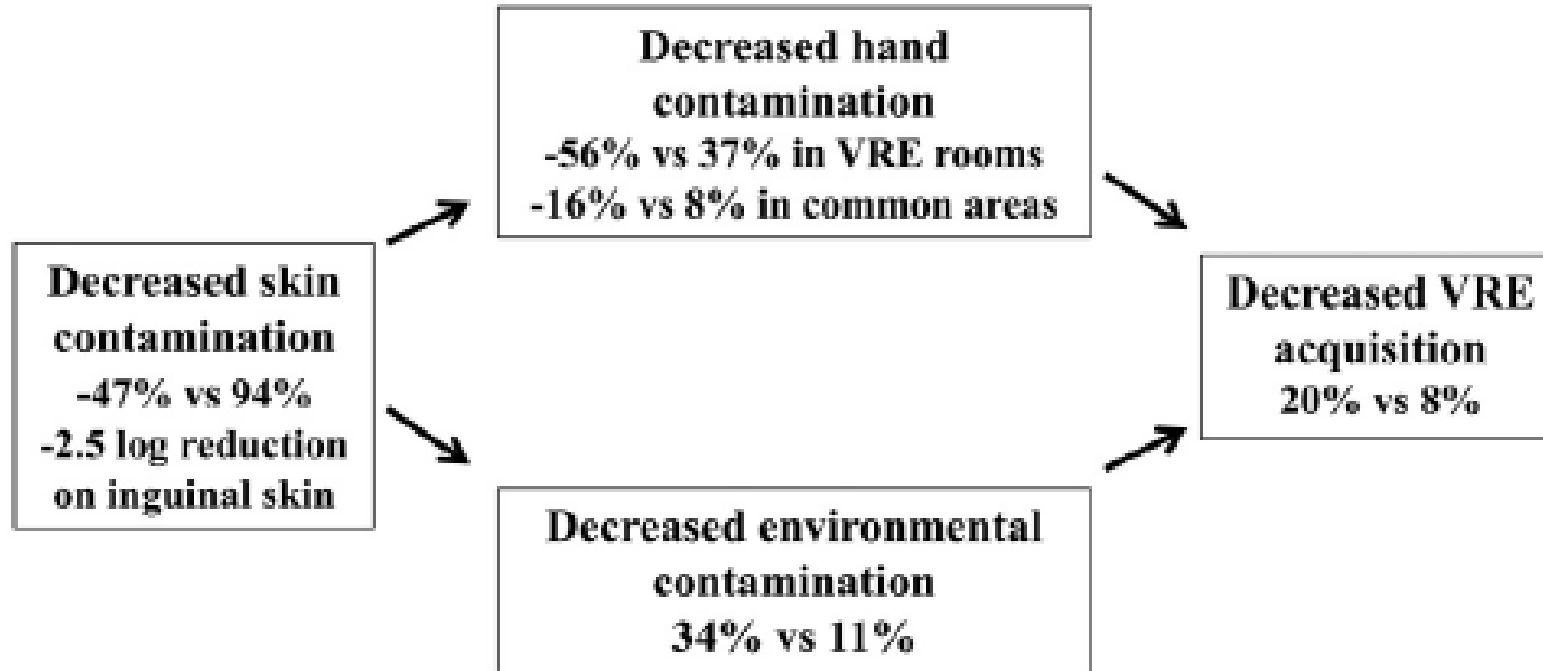 Decreased hand
contamination
-56% vs 37% in VRE rooms
-16% vs 8% in common areas
Decreased skin
contamination
-47% vs 94%
-2.5 log reduction
on inguinal skin
Decreased VRE
acquisition
20% vs 8%
Decreased environmental
contamination
34% vs 11%